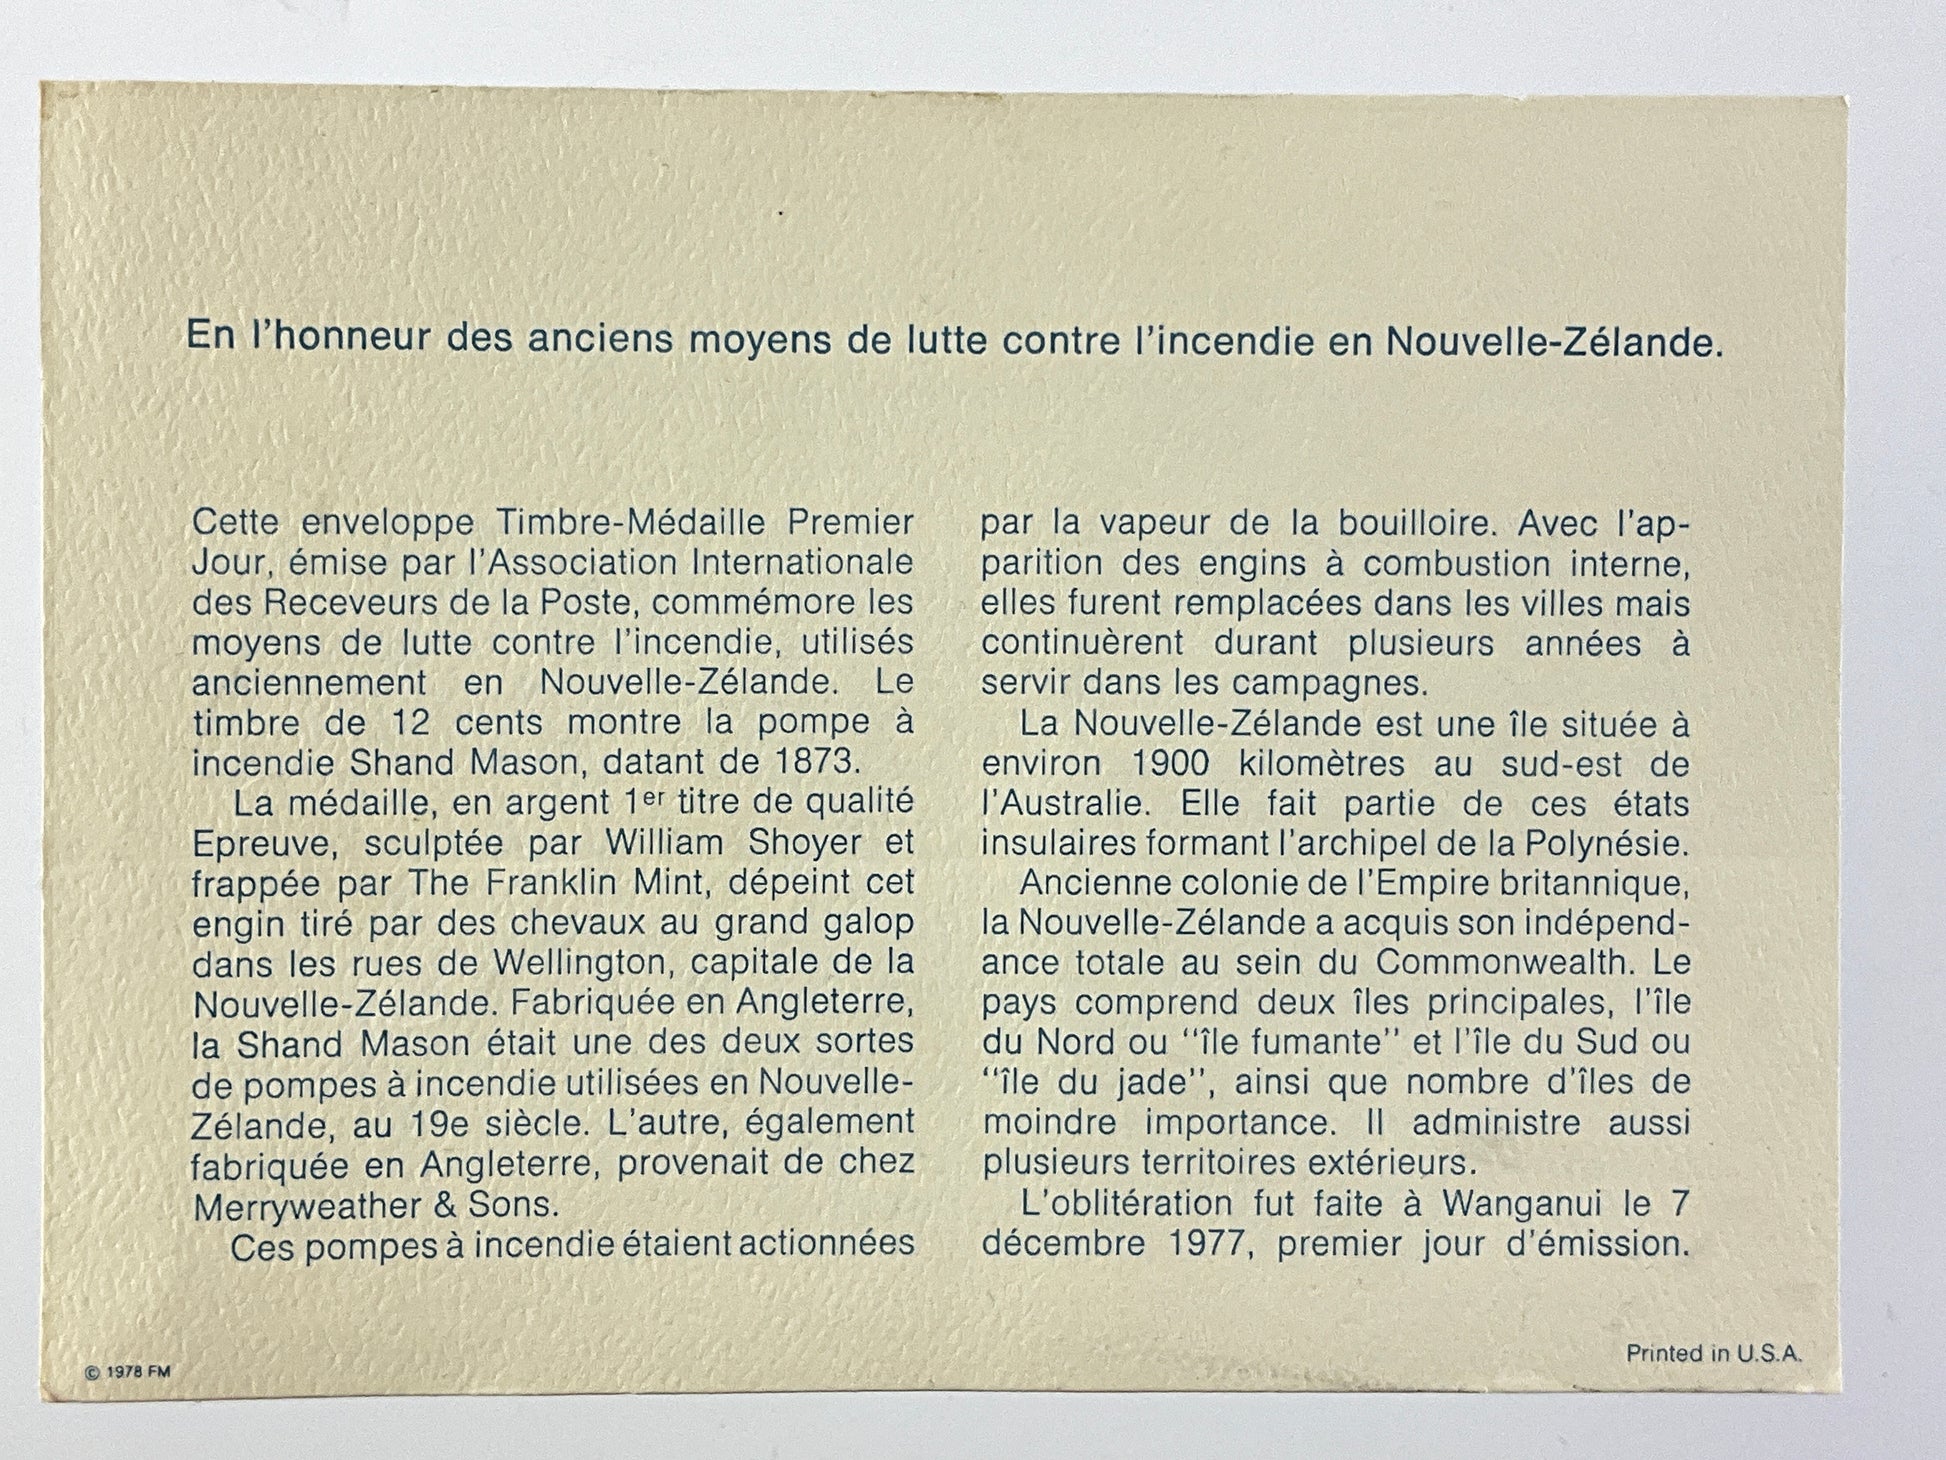 En l'honneur des anciens moyens de lutte contre l'incendie en Nouvelle-Zélande.
Cette enveloppe Timbre-Médaille Premier
Jour, émise par l'Association Internationale
des Receveurs de la Poste, commémore les
moyens de lutte contre l'incendie, utilisés
anciennement en Nouvelle-Zélande. Le
timbre de 12 cents montre la pompe à
incendie Shand Mason, datant de 1873.
La médaille, en argent 1er titre de qualité
Epreuve, sculptée par William Shoyer et
frappée par The Franklin Mint, dépeint cet
engin tiré par des chevaux au grand galop
dans les rues de Wellington, capitale de la
Nouvelle-Zélande. Fabriquée en Angleterre,
la Shand Mason était une des deux sortes
de pompes à incendie utilisées en Nouvelle-
Zélande, au 19e siècle. L'autre, également
fabriquée en Angleterre, provenait de chez
Merryweather & Sons.
Ces pompes à incendie étaient actionnées
par la vapeur de la bouilloire. Avec l'ap-
parition des engins à combustion interne,
elles furent remplacées dans les villes mais
continuèrent durant plusieurs années à
servir dans les campagnes.
La Nouvelle-Zélande est une île située à
environ 1900 kilomètres au sud-est de
l'Australie. Elle fait partie de ces états
insulaires formant l'archipel de la Polynésie.
Ancienne colonie de l'Empire britannique,
la Nouvelle-Zélande a acquis son indépend-
ance totale au sein du Commonwealth. Le
pays comprend deux îles principales, l'île
du Nord ou "île fumante" et l'île du Sud ou
"île du jade", ainsi que nombre d'îles de
moindre importance. Il administre aussi
plusieurs territoires extérieurs.
L'oblitération fut faite à Wanganui le 7
décembre 1977, premier jour d'émission.
© 1978 FM
Printed in U.S.A.